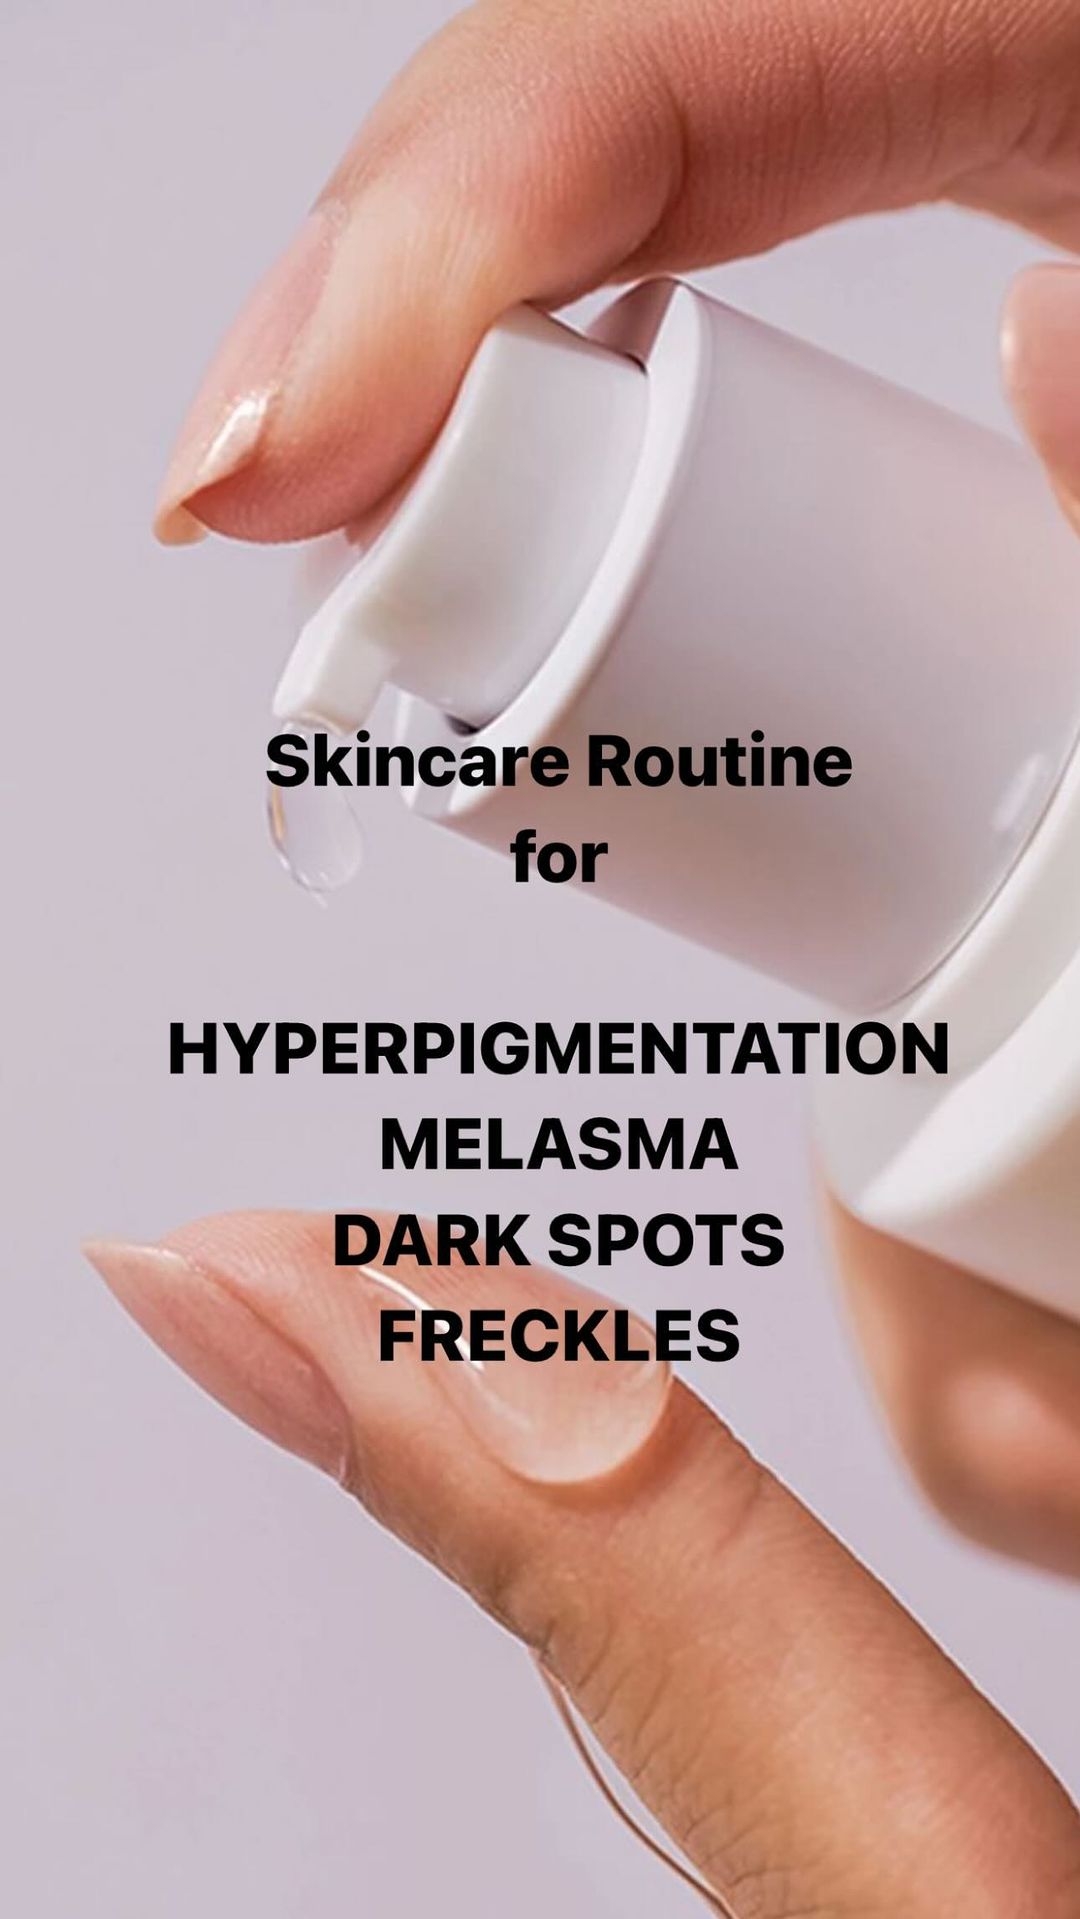 Skincare Routine
for
HYPERPIGMENTATION
MELASMA
DARK SPOTS
FRECKLES